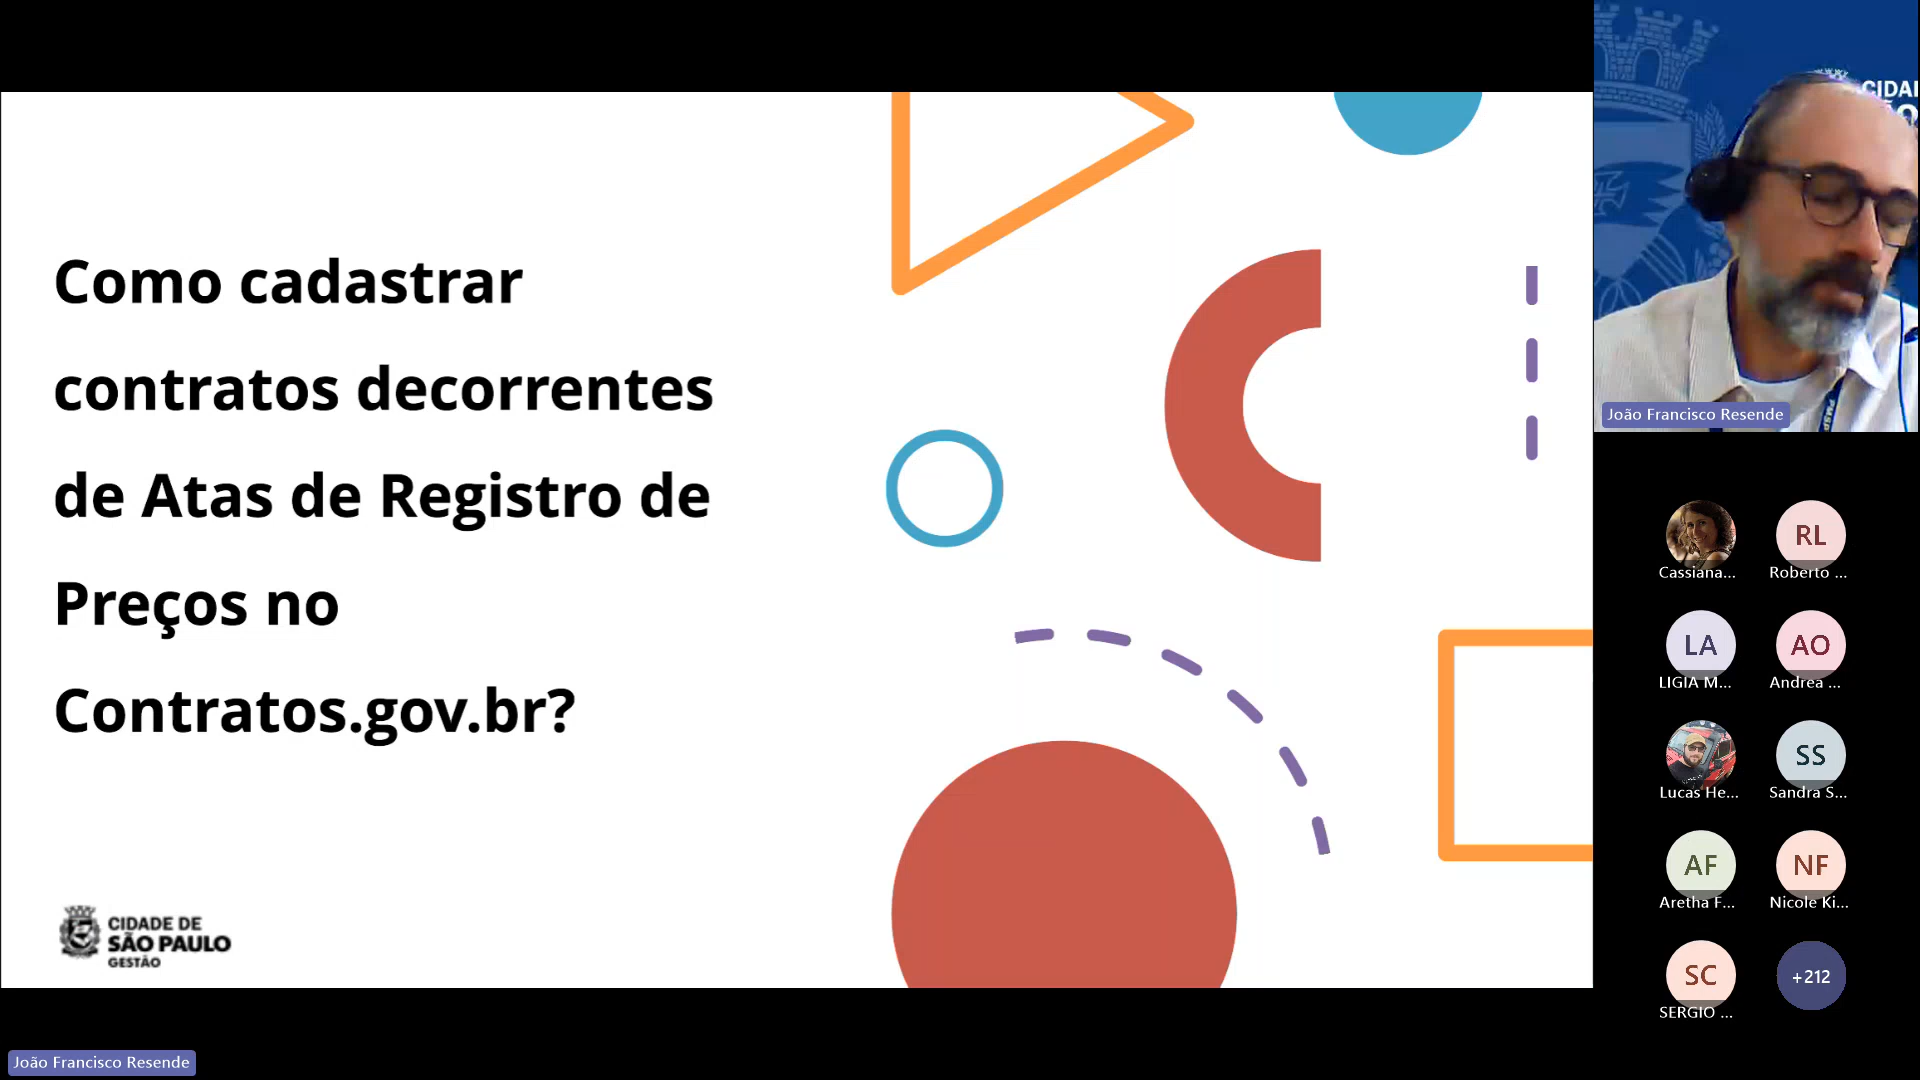 Como cadastrar
contratos decorrentes
de Atas de Registro de
Preços no
Contratos.gov.br?
CIDADE DE
SÃO PAULO
GESTÃO
João Francisco Resende
CIDA
João Francisco Resende
PMSP
Cassiana...
RL
Roberto ...
LA
LIGIA M...
AO
Andrea ...
Lucas He...
SS
Sandra S...
AF
Aretha F...
NF
Nicole Ki...
SC
SERGIO ...
+212